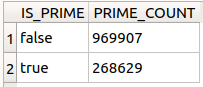 IS_PRIME PRIME_COUNT
1 false 969907
2 true 268629